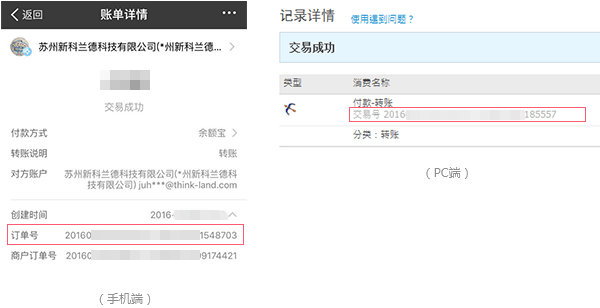 返回
账单详情
苏州新科兰德科技有限公司(*州新科兰德...
交易成功
付款方式
余额宝
转账说明
转账
对方账户
苏州新科兰德科技有限公司(*州新科兰德科
技有限公司) juh***@think-land.com
创建时间
2016-
订单号
20160
1548703
商户订单号
20160
09174421
（手机端）
记录详情
使用遇到问题？
交易成功
类型
消费名称
付款-转账
交易号 2016
185557
分类：转账
（PC端）